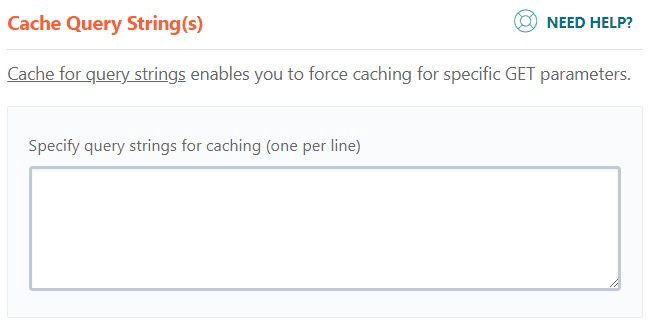 Cache Query String(s)
NEED HELP?
Cache for query strings enables you to force caching for specific GET parameters.
Specify query strings for caching (one per line)